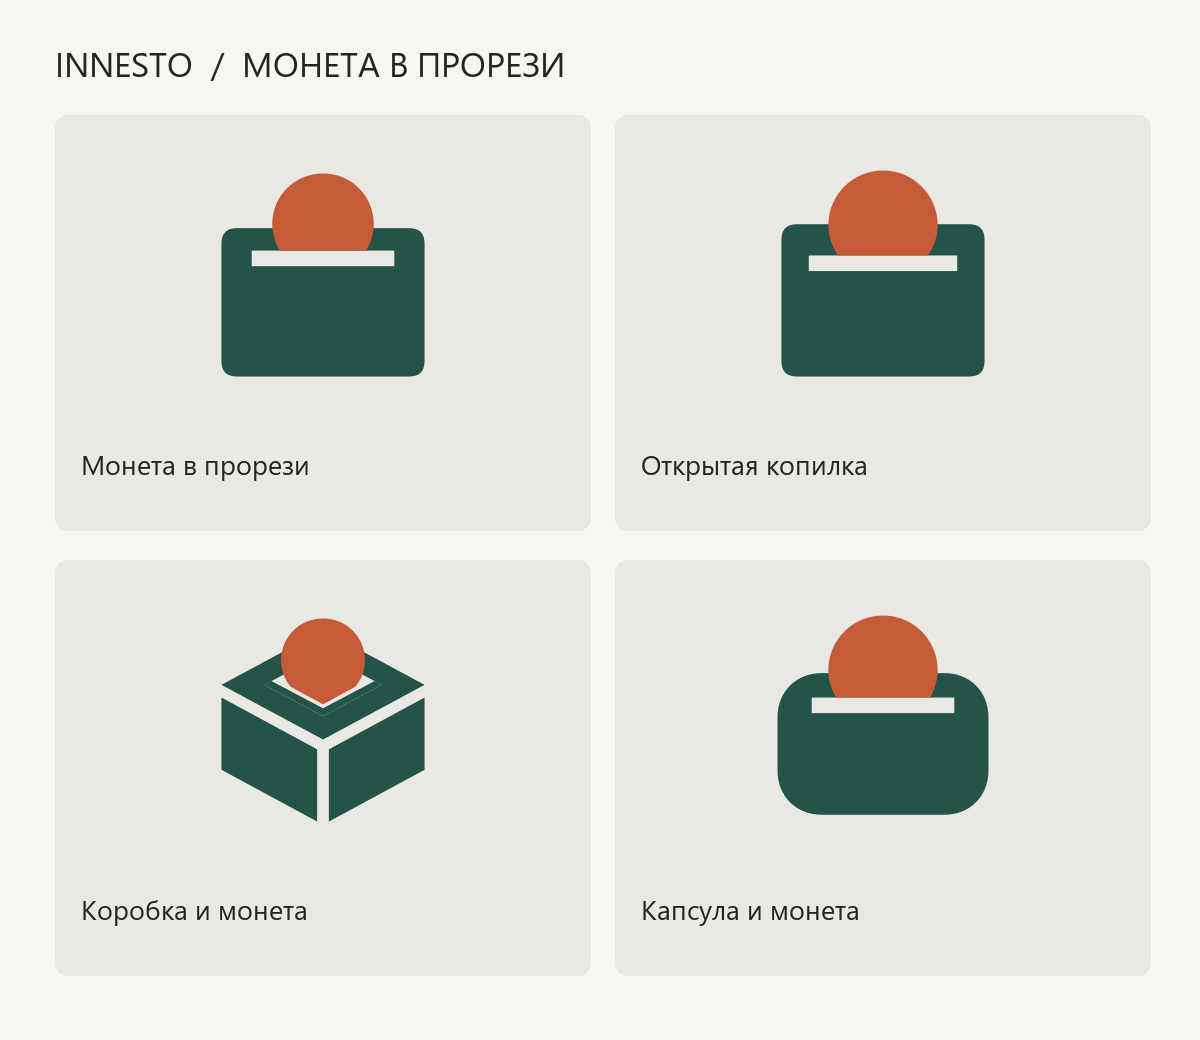 INNESTO / МОНЕТА В ПРОРЕЗИ
Монета в прорези
Открытая копилка
Коробка и монета
Капсула и монета